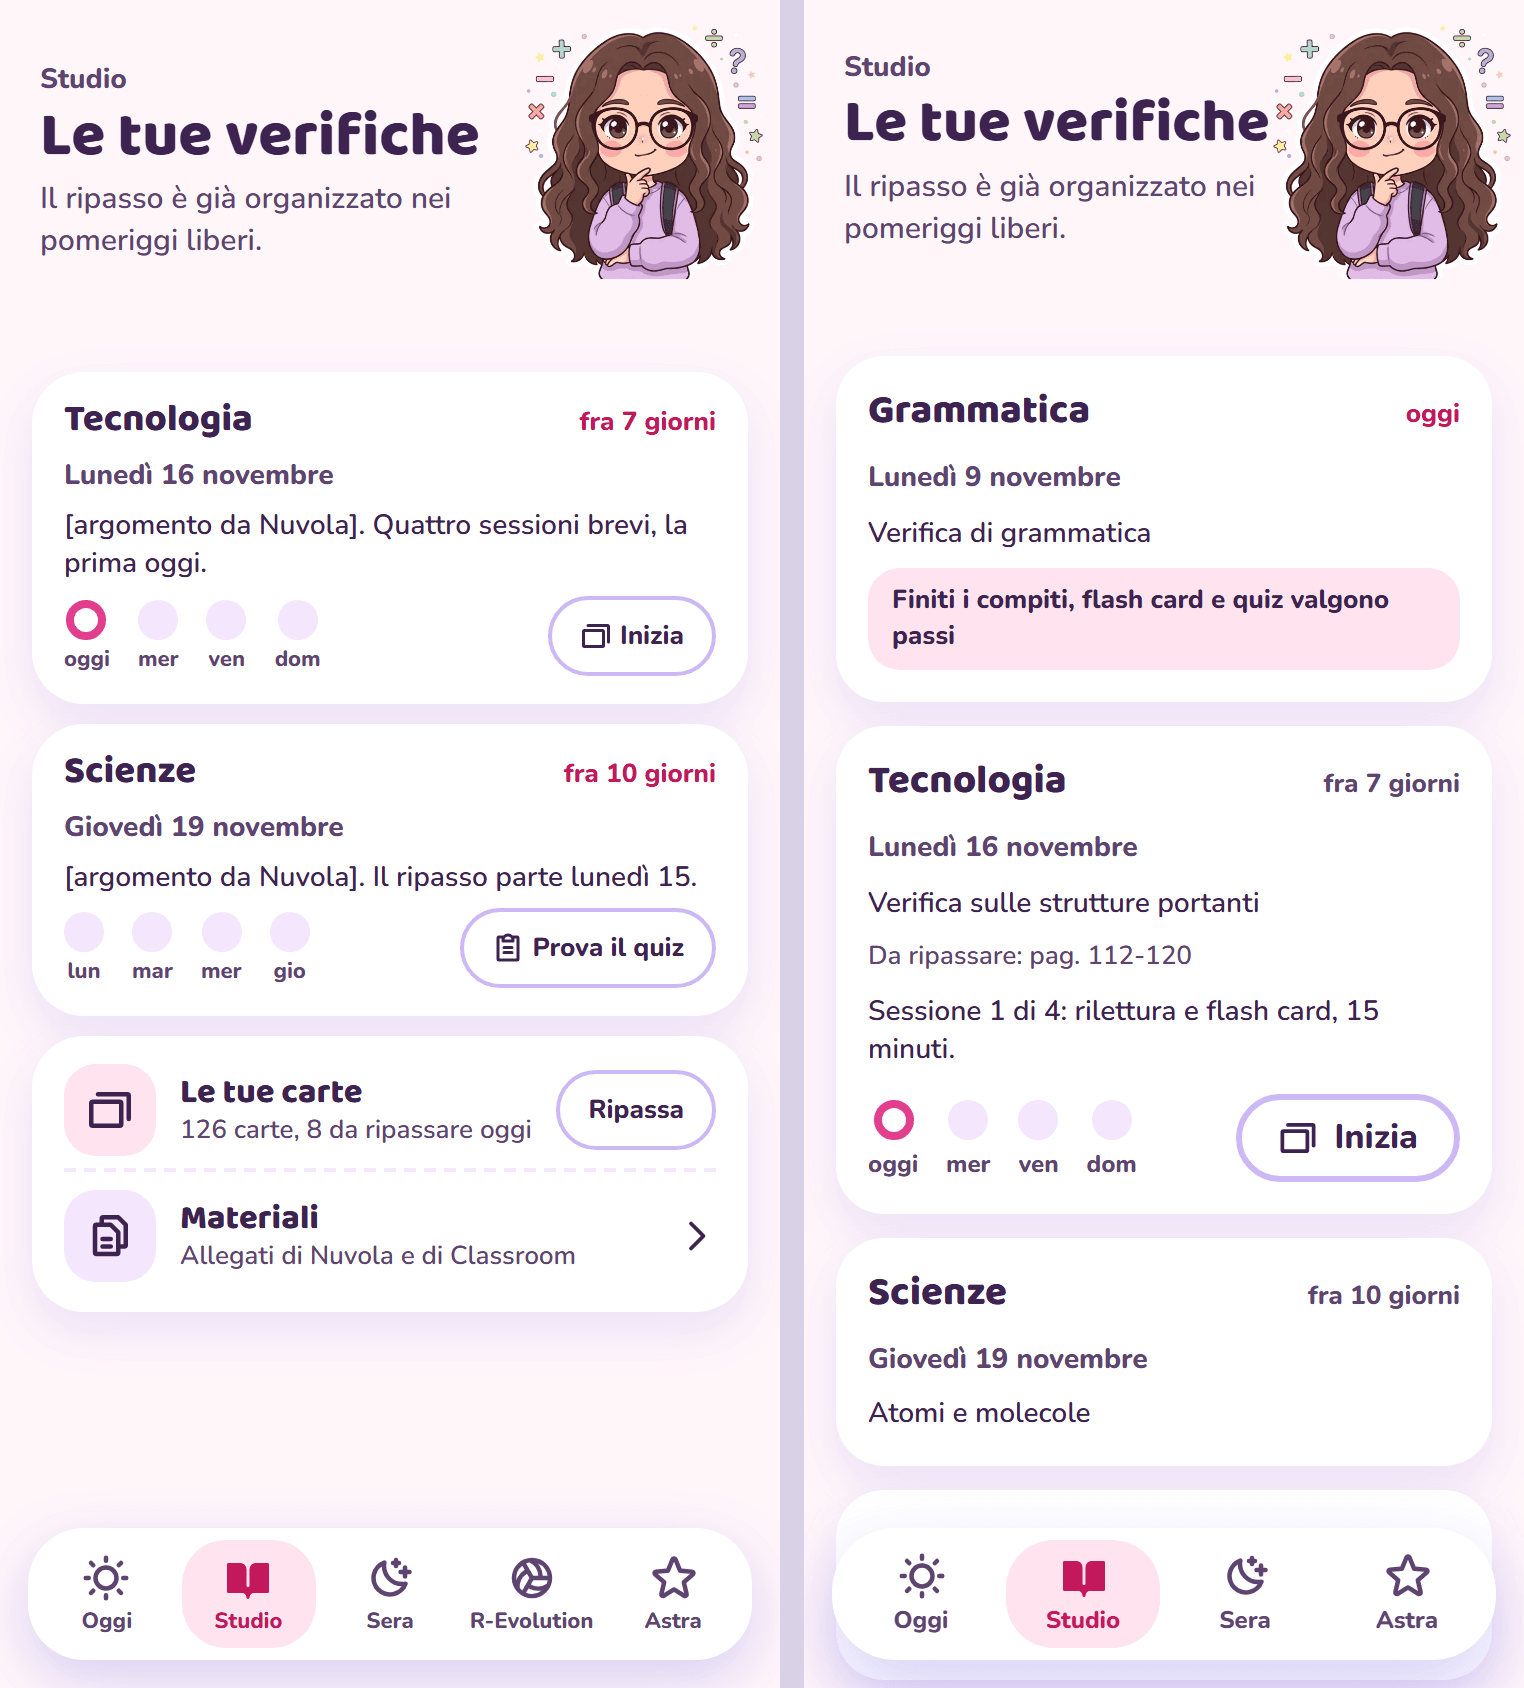 Studio
Le tue verifiche
Il ripasso è già organizzato nei
pomeriggi liberi.
Tecnologia
fra 7 giorni
Lunedì 16 novembre
[argomento da Nuvola]. Quattro sessioni brevi, la
prima oggi.
oggi mer ven dom
Inizia
Scienze
fra 10 giorni
Giovedì 19 novembre
[argomento da Nuvola]. Il ripasso parte lunedì 15.
lun mar mer gio
Prova il quiz
Le tue carte
126 carte, 8 da ripassare oggi
Ripassa
Materiali
Allegati di Nuvola e di Classroom
Oggi Studio Sera R-Evolution Astra
Studio
Le tue verifiche
Il ripasso è già organizzato nei
pomeriggi liberi.
Grammatica
oggi
Lunedì 9 novembre
Verifica di grammatica
Finiti i compiti, flash card e quiz valgono
passi
Tecnologia
fra 7 giorni
Lunedì 16 novembre
Verifica sulle strutture portanti
Da ripassare: pag. 112-120
Sessione 1 di 4: rilettura e flash card, 15
minuti.
oggi mer ven dom
Inizia
Scienze
fra 10 giorni
Giovedì 19 novembre
Atomi e molecole
Oggi Studio Sera Astra